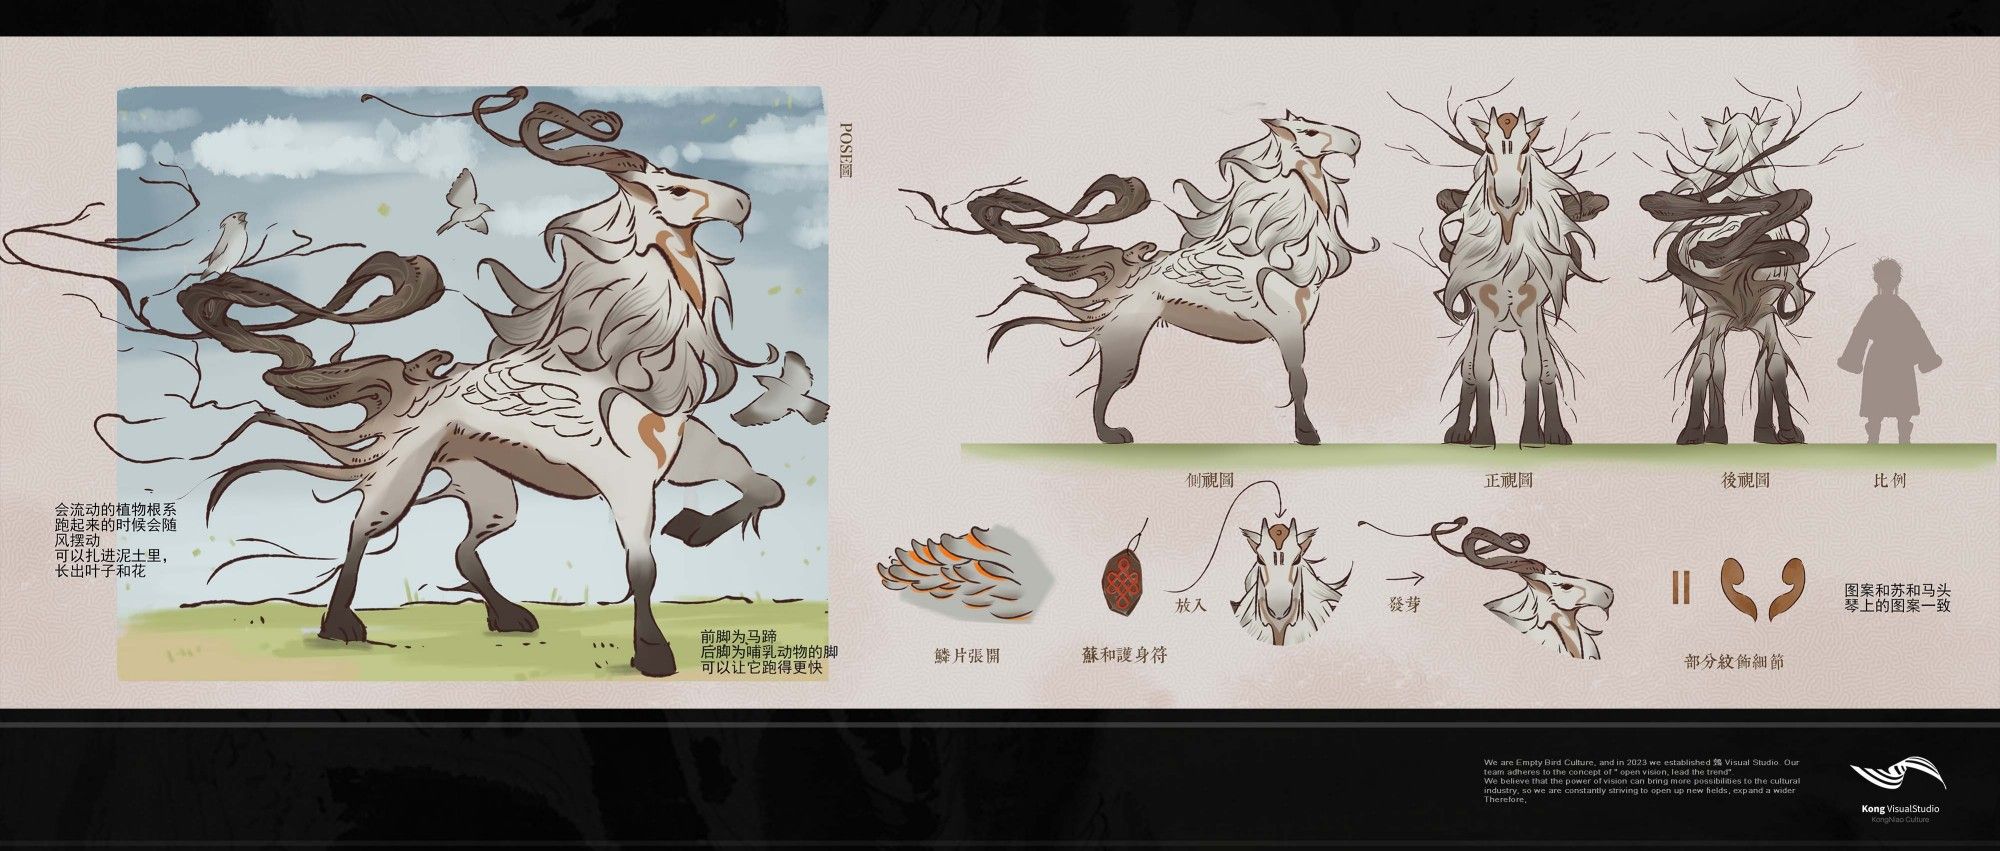 POSE圖
会流动的植物根系
跑起来的时候会随
风摆动
可以扎进泥土里，
长出叶子和花
前脚为马蹄
后脚为哺乳动物的脚
可以让它跑得更快
側視圖
正視圖
後視圖
比例
鱗片張開
蘇和護身符
放入
發芽
部分紋飾細節
图案和苏和马头
琴上的图案一致
We are Empty Bird Culture, and in 2023 we established 鵼 Visual Studio. Our
team adheres to the concept of " open vision, lead the trend".
We believe that the power of vision can bring more possibilities to the cultural
industry, so we are constantly striving to open up new fields, expand a wider
Therefore,
Kong VisualStudio
KongNiao Culture